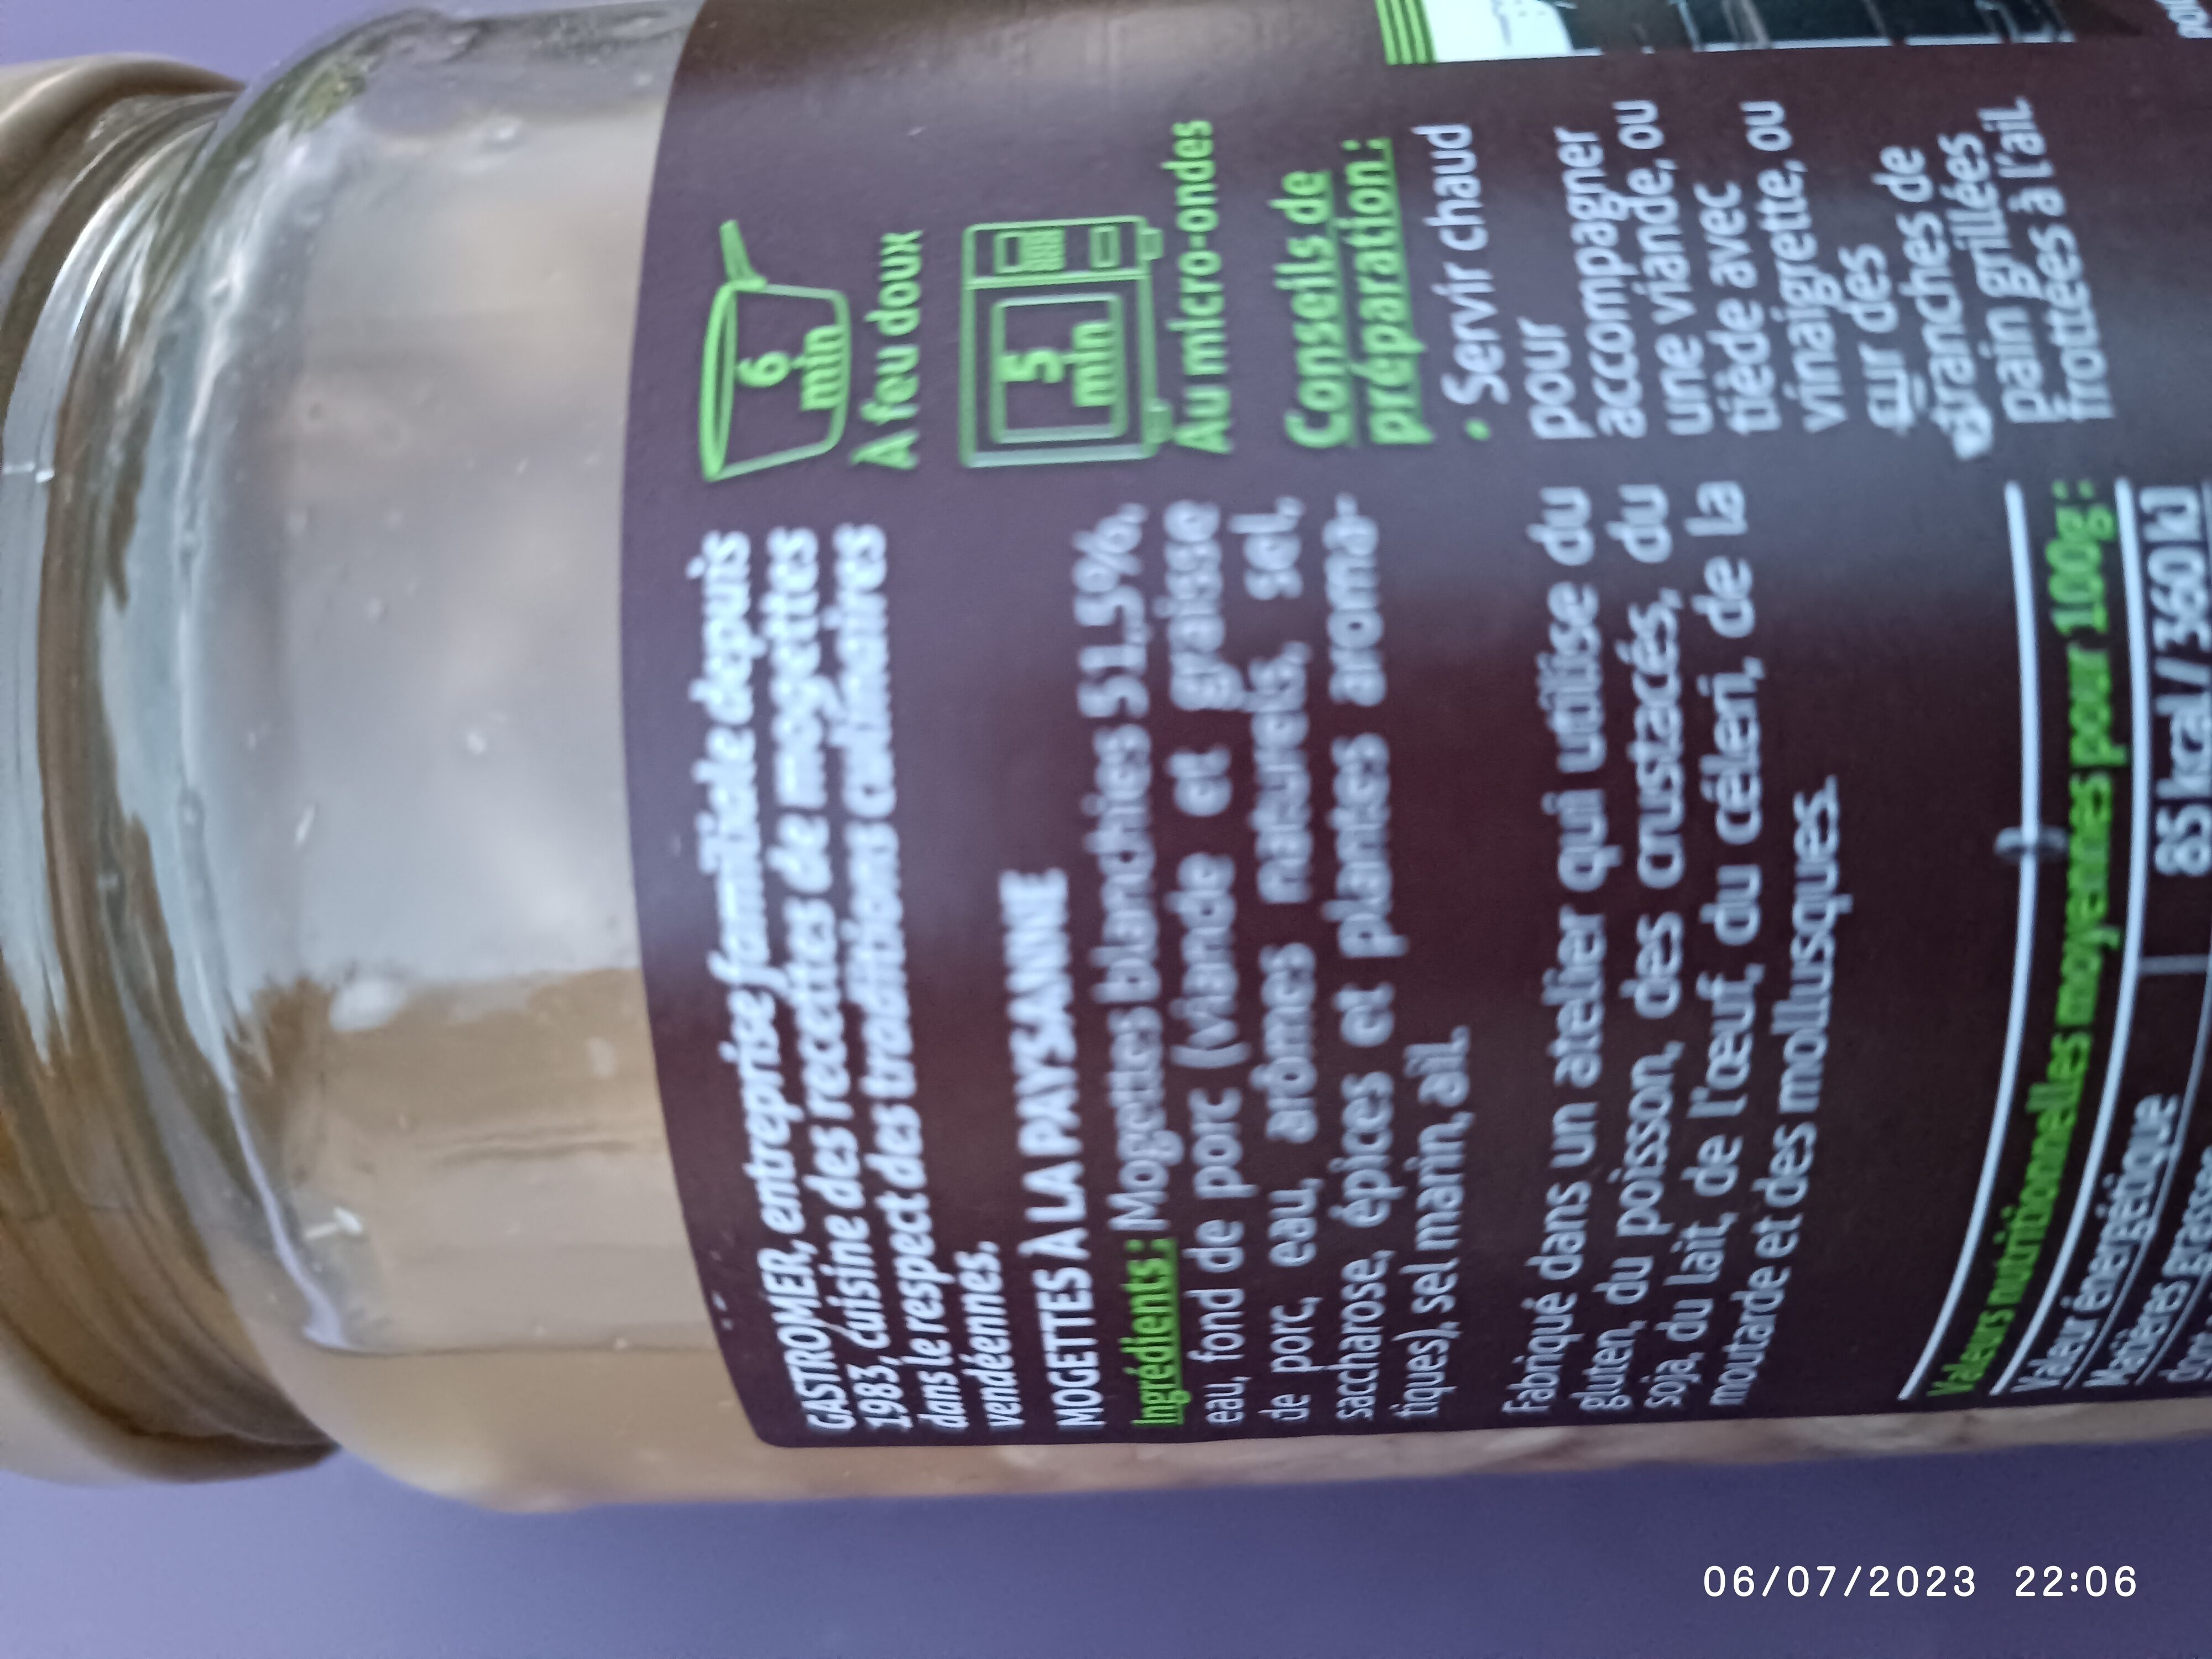 GASTROMER, entreprise familiale depuis
1983, cuisine des recettes de mogettes
dans le respect des traditions culinaires
vendéennes.
MOGETTES À LA PAYSANNE
Ingrédients : Mogettes blanchies 51,5%,
eau, fond de porc (viande et graisse
de porc, eau, arômes naturels, sel,
saccharose, épices et plantes aroma-
tiques), sel marin, ail.
Fabriqué dans un atelier qui utilise du
gluten, du poisson, des crustacés, du
soja, du lait, de l'œuf, du céleri, de la
moutarde et des mollusques.
Valeurs nutritionnelles moyennes pour 100g :
Valeur énergétique 85 kcal / 360 kJ
Matières grasses
6
min
À feu doux
5
min
Au micro-ondes
Conseils de
préparation :
• Servir chaud
pour
accompagner
une viande, ou
tiède avec
vinaigrette, ou
sur des
tranches de
pain grillées
frottées à l'ail.
06/07/2023 22:06